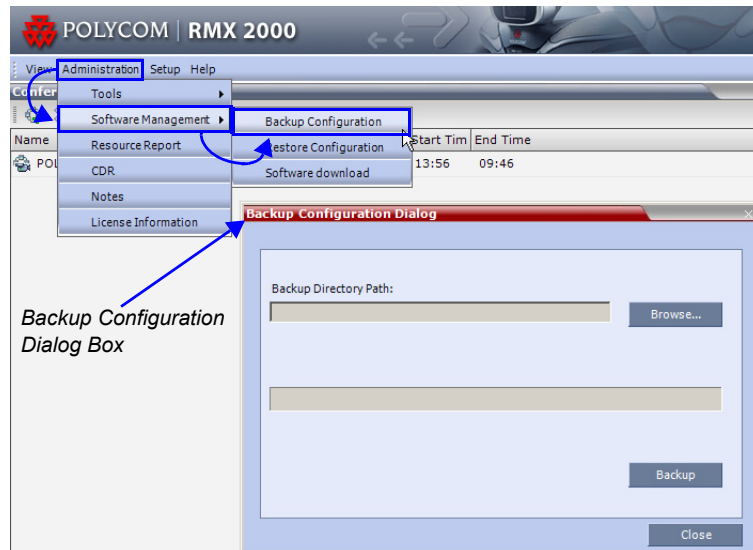 POLYCOM | RMX 2000
View Administration Setup Help
Tools
Software Management
Backup Configuration
Name
Resource Report
Restore Configuration
Start Tim End Time
CDR
Software download
13:56 09:46
Notes
License Information
Backup Configuration Dialog
Backup Directory Path:
Browse...
Backup Configuration
Dialog Box
Backup
Close